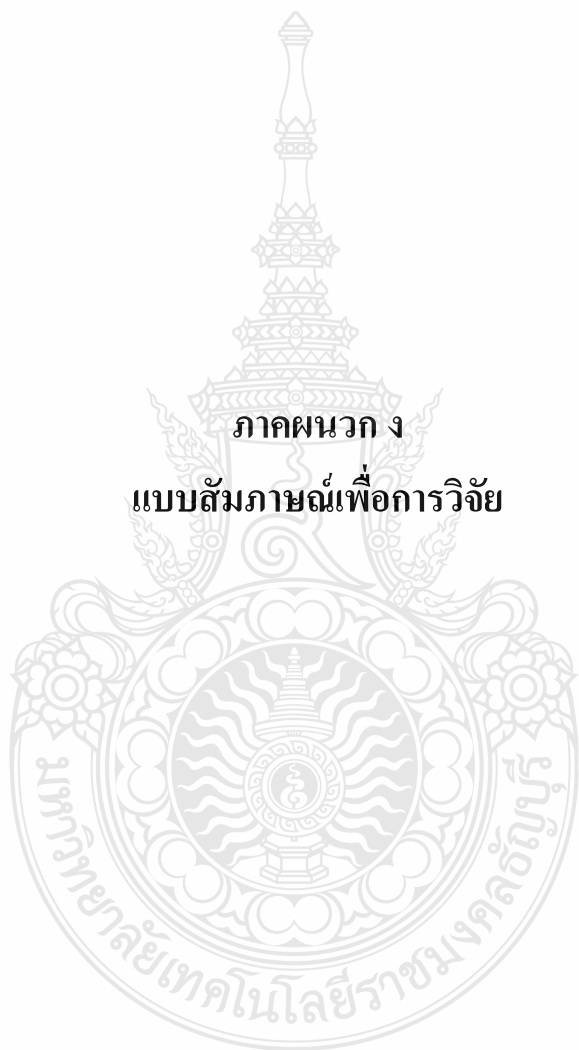 ภาคผนวก ง
แบบสัมภาษณ์เพื่อการวิจัย
มหาวิทยาลัยเทคโนโลยีราชมงคลธัญบุรี